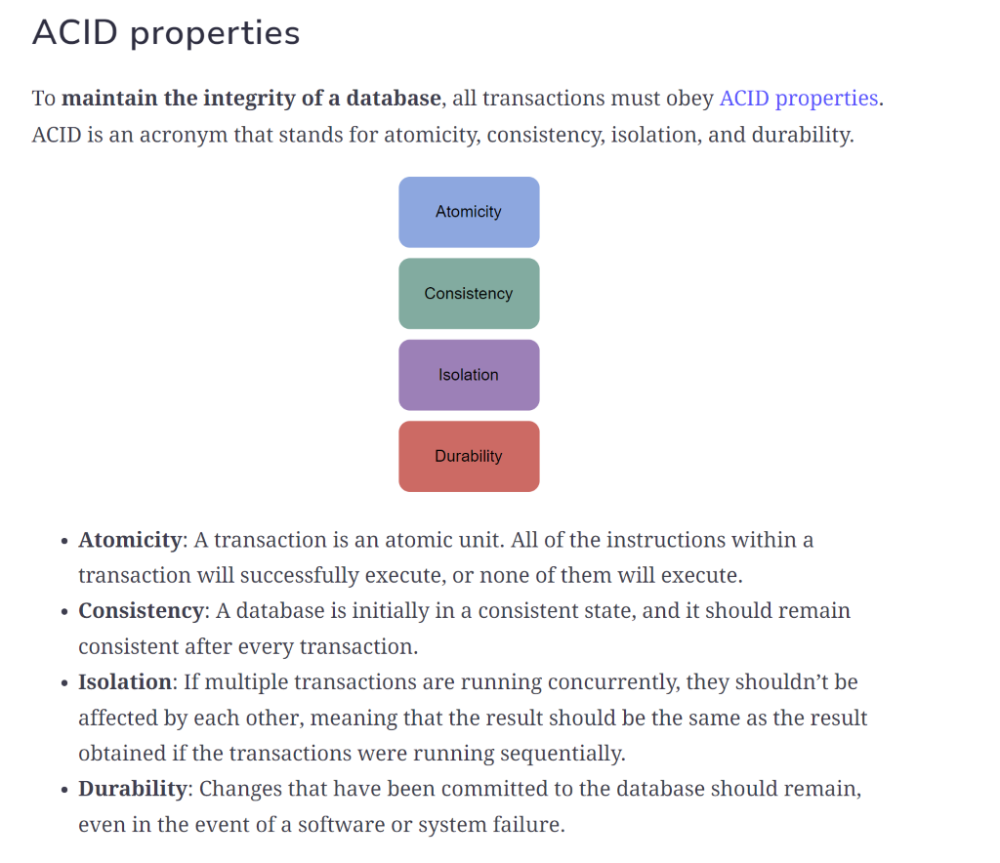 ACID properties
To maintain the integrity of a database, all transactions must obey ACID properties.
ACID is an acronym that stands for atomicity, consistency, isolation, and durability.
Atomicity
Consistency
Isolation
Durability
• Atomicity: A transaction is an atomic unit. All of the instructions within a
transaction will successfully execute, or none of them will execute.
• Consistency: A database is initially in a consistent state, and it should remain
consistent after every transaction.
• Isolation: If multiple transactions are running concurrently, they shouldn’t be
affected by each other, meaning that the result should be the same as the result
obtained if the transactions were running sequentially.
• Durability: Changes that have been committed to the database should remain,
even in the event of a software or system failure.